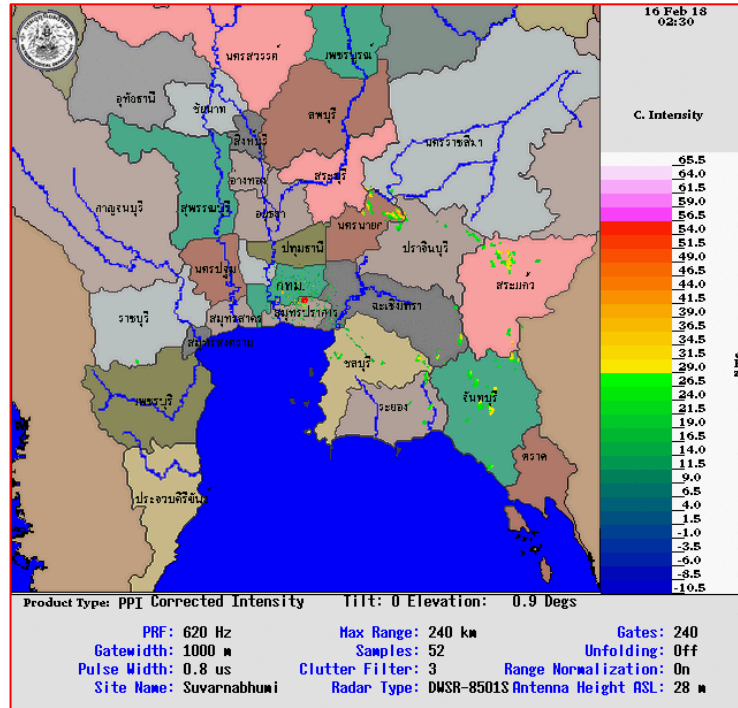 16 Feb 18
02:30
C. Intensity
นครสวรรค์
เพชรบูรณ์
อุทัยธานี
ชัยนาท
ลพบุรี
สิงห์บุรี
นครราชสีมา
อ่างทอง
สระบุรี
กาญจนบุรี
สุพรรณบุรี
อยุธยา
นครนายก
ปราจีนบุรี
ปทุมธานี
นครปฐม
สระแก้ว
กทม.
ฉะเชิงเทรา
ราชบุรี
สมุทรสาคร
สมุทรปราการ
สมุทรสงคราม
ชลบุรี
เพชรบุรี
ระยอง
จันทบุรี
ตราด
ประจวบคีรีขันธ์
65.5
64.0
61.5
59.0
56.5
54.0
51.5
49.0
46.5
44.0
41.5
39.0
36.5
34.0
31.5
29.0
26.5
24.0
21.5
19.0
16.5
14.0
11.5
9.0
6.5
4.0
1.5
-1.0
-3.5
-6.0
-8.5
-10.5
Product Type: PPI Corrected Intensity Tilt: 0 Elevation: 0.9 Degs
PRF: 620 Hz Max Range: 240 km Gates: 240
Gatewidth: 1000 m Samples: 52 Unfolding: Off
Pulse Width: 0.8 us Clutter Filter: 3 Range Normalization: On
Site Name: Suvarnabhumi Radar Type: DWSR-8501S Antenna Height ASL: 28 m